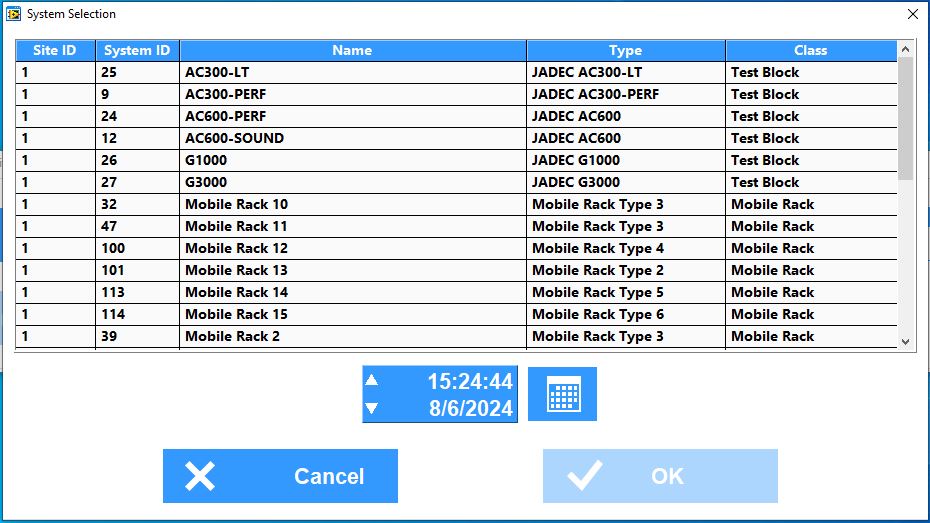 System Selection
Site ID System ID Name Type Class
1 25 AC300-LT JADEC AC300-LT Test Block
1 9 AC300-PERF JADEC AC300-PERF Test Block
1 24 AC600-PERF JADEC AC600 Test Block
1 12 AC600-SOUND JADEC AC600 Test Block
1 26 G1000 JADEC G1000 Test Block
1 27 G3000 JADEC G3000 Test Block
1 32 Mobile Rack 10 Mobile Rack Type 3 Mobile Rack
1 47 Mobile Rack 11 Mobile Rack Type 3 Mobile Rack
1 100 Mobile Rack 12 Mobile Rack Type 4 Mobile Rack
1 101 Mobile Rack 13 Mobile Rack Type 2 Mobile Rack
1 113 Mobile Rack 14 Mobile Rack Type 5 Mobile Rack
1 114 Mobile Rack 15 Mobile Rack Type 6 Mobile Rack
1 39 Mobile Rack 2 Mobile Rack Type 3 Mobile Rack
15:24:44
8/6/2024
Cancel OK